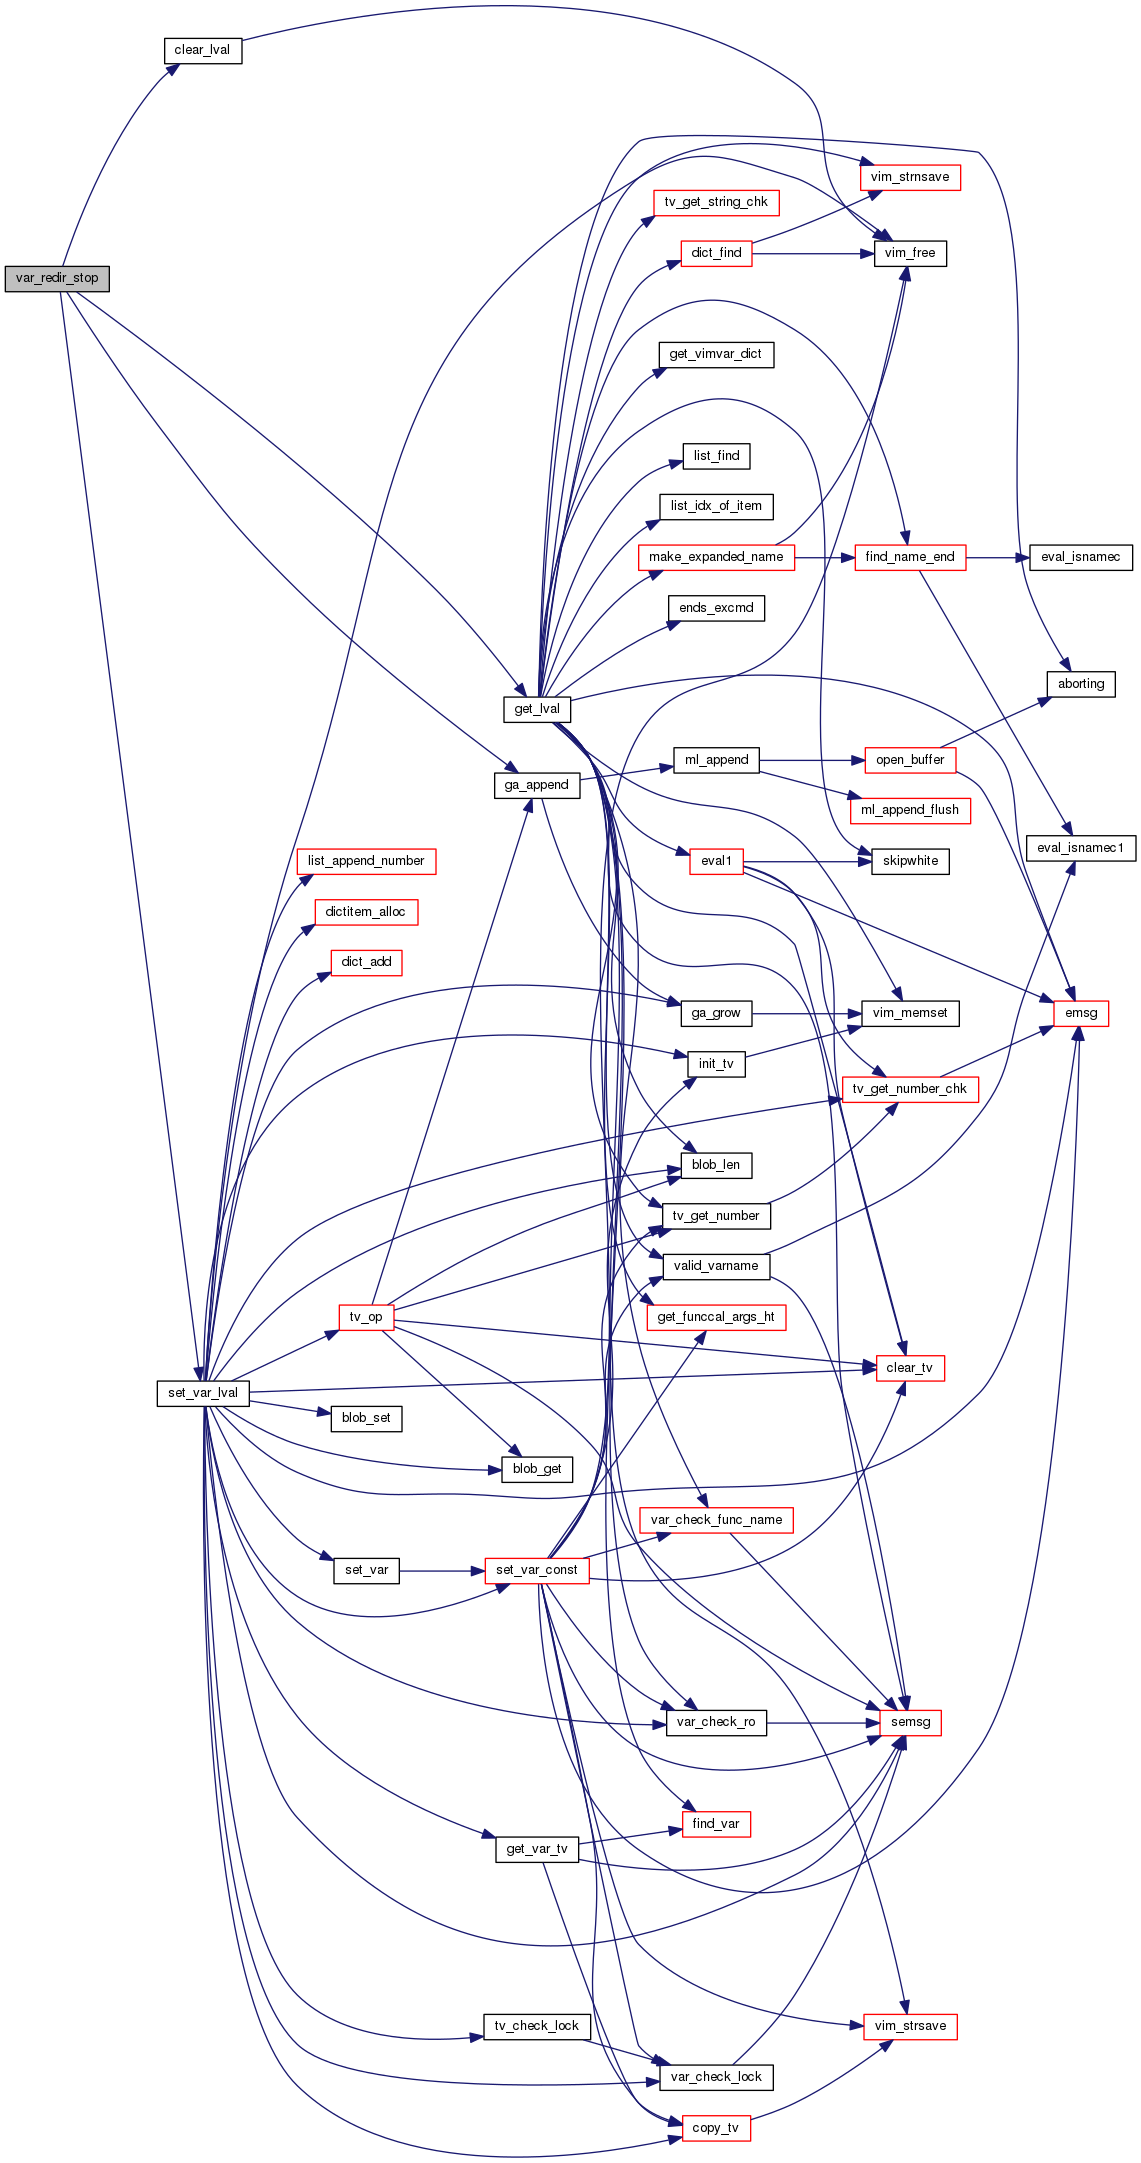 clear_lval
vim_strnsave
tv_get_string_chk
dict_find
vim_free
var_redir_stop
get_vimvar_dict
list_find
list_idx_of_item
make_expanded_name
find_name_end
eval_isnamec
ends_excmd
aborting
get_lval
ml_append
open_buffer
ga_append
ml_append_flush
eval_isnamec1
list_append_number
eval1
skipwhite
dictitem_alloc
dict_add
ga_grow
vim_memset
emsg
init_tv
tv_get_number_chk
blob_len
tv_get_number
valid_varname
tv_op
get_funccal_args_ht
clear_tv
set_var_lval
blob_set
blob_get
var_check_func_name
set_var
set_var_const
var_check_ro
semsg
find_var
get_var_tv
tv_check_lock
vim_strsave
var_check_lock
copy_tv